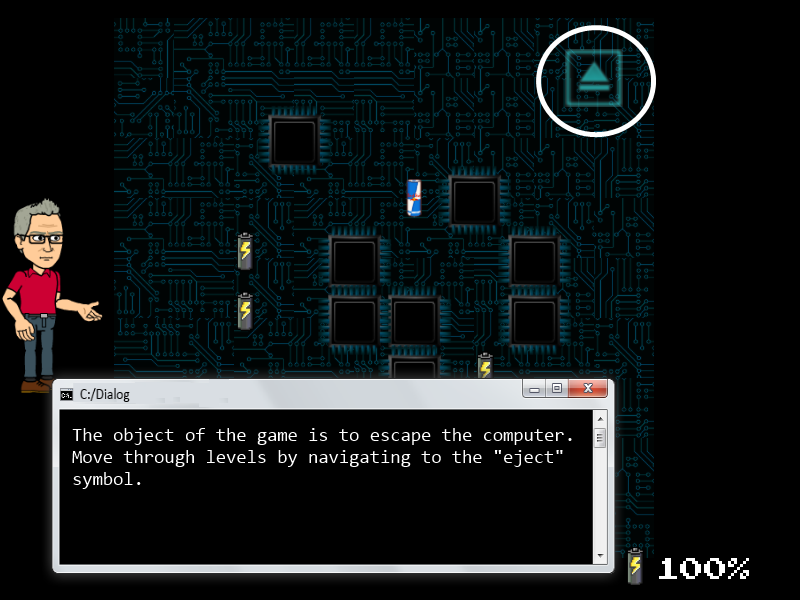 C:/Dialog
The object of the game is to escape the computer.
Move through levels by navigating to the "eject"
symbol.
100%